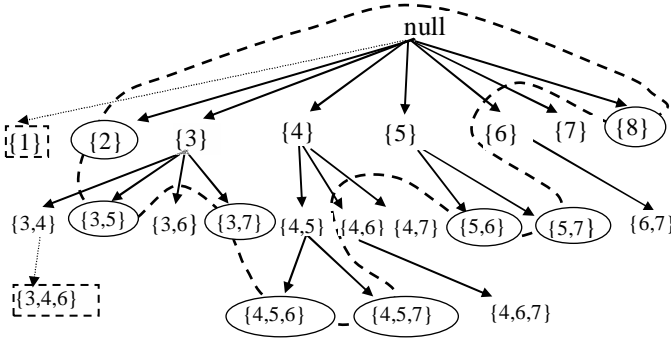 null
{1} {2} {3} {4} {5} {6} {7} {8}
{3,4} {3,5} {3,6} {3,7} {4,5} {4,6} {4,7} {5,6} {5,7} {6,7}
{3,4,6} {4,5,6} {4,5,7} {4,6,7}